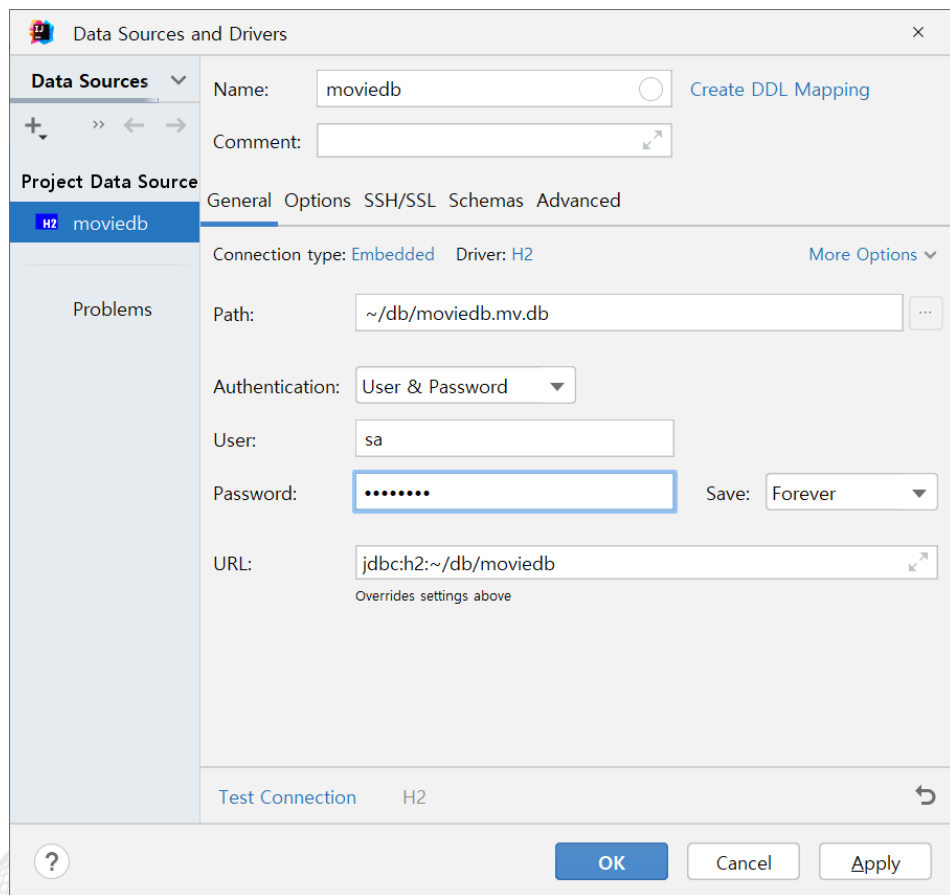 Data Sources and Drivers
Data Sources
Project Data Source
H2 moviedb
Problems
Name: moviedb Create DDL Mapping
Comment:
General Options SSH/SSL Schemas Advanced
Connection type: Embedded Driver: H2 More Options
Path: ~/db/moviedb.mv.db ...
Authentication: User & Password
User: sa
Password: •••••••• Save: Forever
URL: jdbc:h2:~/db/moviedb
Overrides settings above
Test Connection H2
? OK Cancel Apply